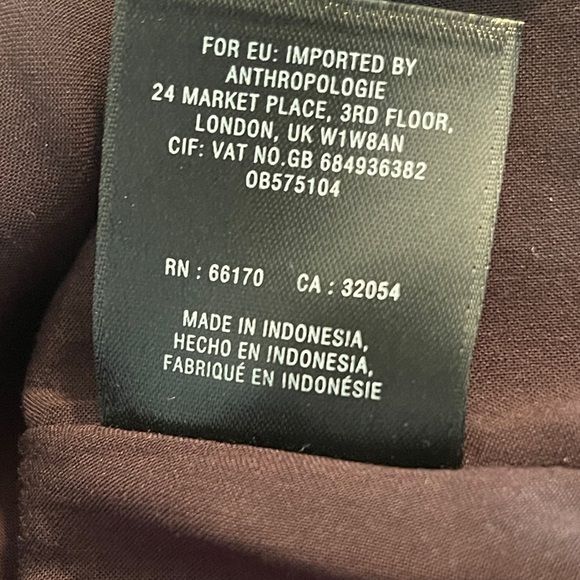 FOR EU: IMPORTED BY
ANTHROPOLOGIE
24 MARKET PLACE, 3RD FLOOR,
LONDON, UK W1W8AN
CIF: VAT NO.GB 684936382
OB575104
RN : 66170 CA : 32054
MADE IN INDONESIA,
HECHO EN INDONESIA,
FABRIQUÉ EN INDONÉSIE